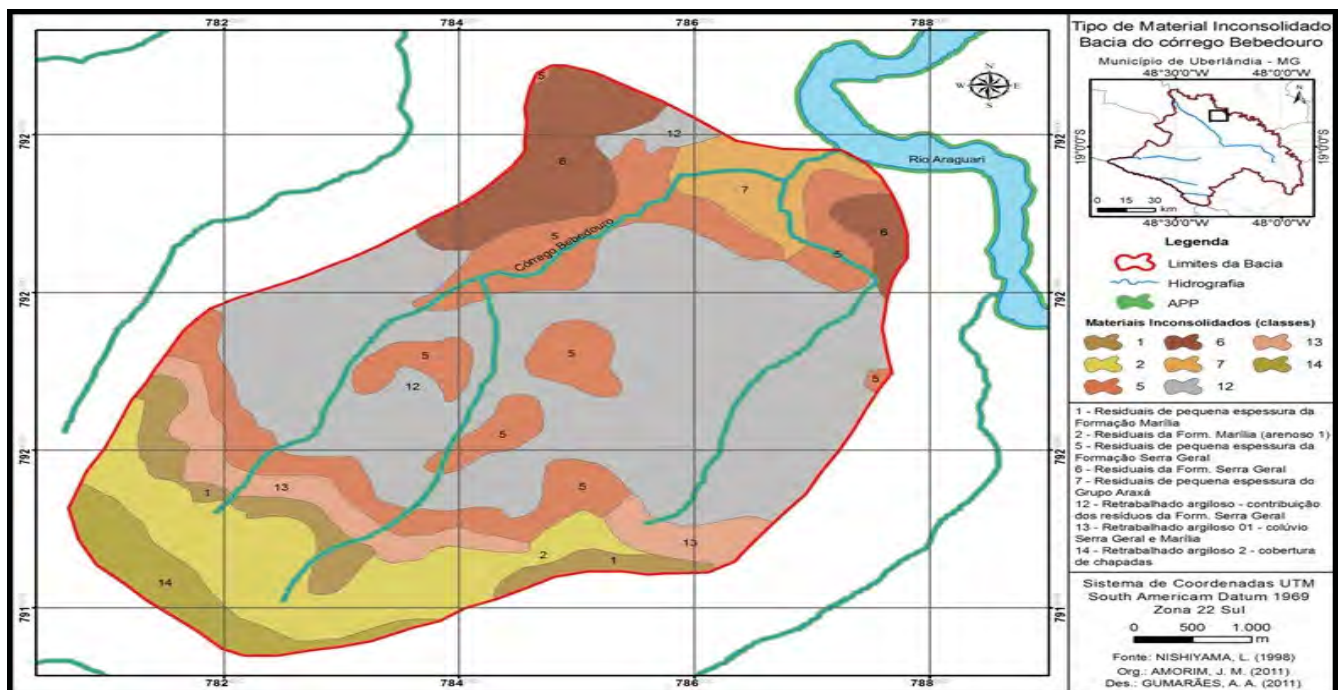 782
784
786
788
792
792
792
791
782
784
786
788
792
792
792
791
5
12
6
7
Rio Araguari
5
Córrego Bebedouro
6
5
5
5
12
5
5
13
1
5
13
2
1
14
Tipo de Material Inconsolidado
Bacia do córrego Bebedouro
Município de Uberlândia - MG
48°30'0"W
48°0'0"W
19°0'0"S
19°0'0"S
0 15 30
km
48°30'0"W
48°0'0"W
N
S
W
E
N
Legenda
Limites da Bacia
Hidrografia
APP
Materiais Inconsolidados (classes)
1
6
13
2
7
14
5
12
1 - Residuais de pequena espessura da
Formação Marília
2 - Residuais da Form. Marília (arenoso 1)
5 - Residuais de pequena espessura da
Formação Serra Geral
6 - Residuais da Form. Serra Geral
7 - Residuais de pequena espessura do
Grupo Araxá
12 - Retrabalhado argiloso - contribuição
dos resíduos da Form. Serra Geral
13 - Retrabalhado argiloso 01 - colúvio
Serra Geral e Marília
14 - Retrabalhado argiloso 2 - cobertura
de chapadas
Sistema de Coordenadas UTM
South Americam Datum 1969
Zona 22 Sul
0 500 1.000
m
Fonte: NISHIYAMA, L. (1998)
Org.: AMORIM, J. M. (2011)
Des.: GUMARÃES, A. A. (2011)